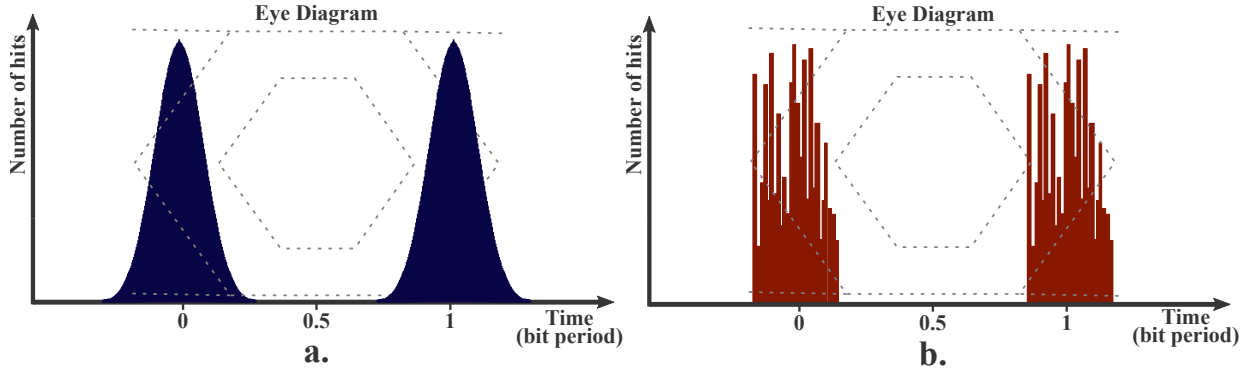 Eye Diagram
Number of hits
0
0.5
1
Time
(bit period)
a.
Eye Diagram
Number of hits
0
0.5
1
Time
(bit period)
b.